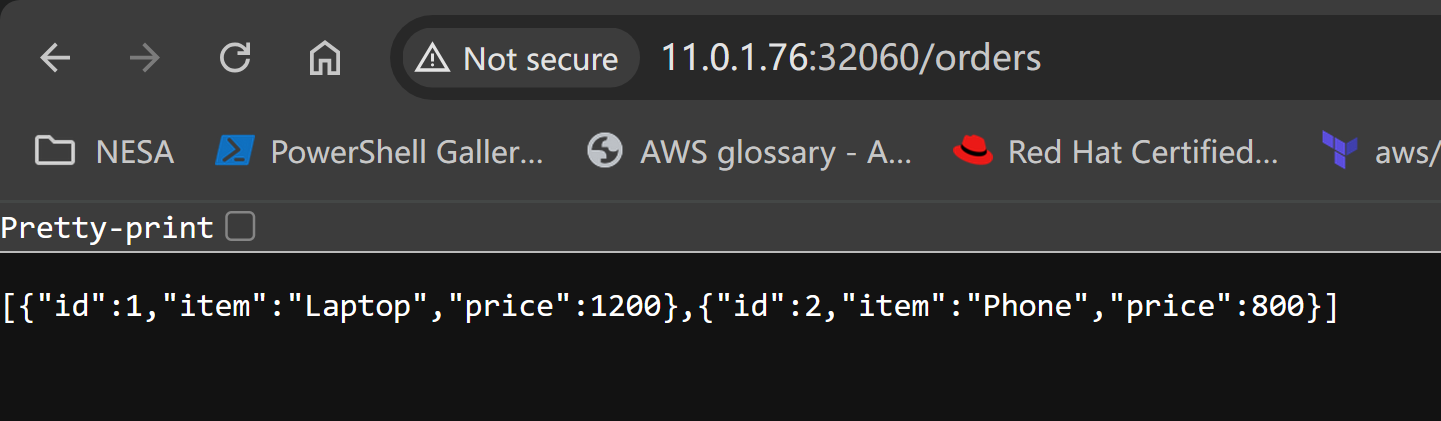 Not secure 11.0.1.76:32060/orders
NESA PowerShell Galler... AWS glossary - A... Red Hat Certified... aws/
Pretty-print
[{"id":1,"item":"Laptop","price":1200},{"id":2,"item":"Phone","price":800}]